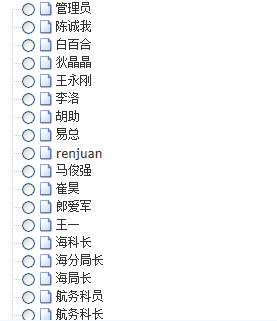 管理员
陈诚我
白百合
狄晶晶
王永刚
李洛
胡助
易总
renjuan
马俊强
崔昊
郎爱军
王一
海科长
海分局长
海局长
航务科员
航务科长